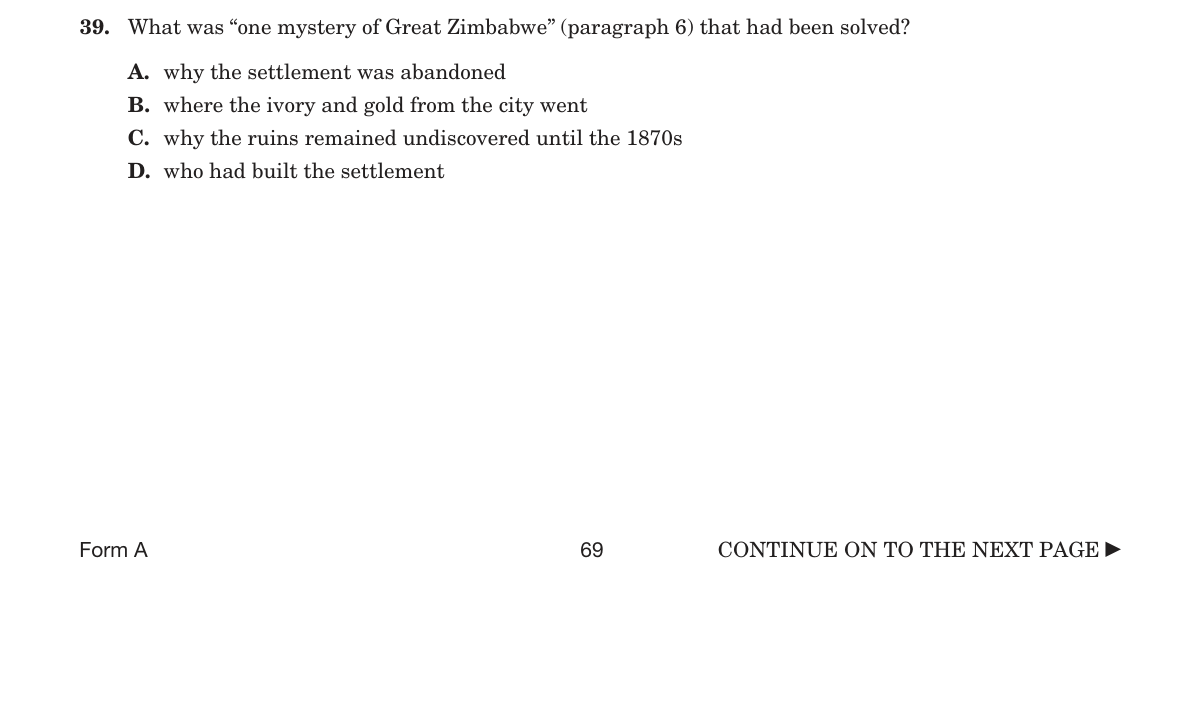 39. What was “one mystery of Great Zimbabwe” (paragraph 6) that had been solved?
A. why the settlement was abandoned
B. where the ivory and gold from the city went
C. why the ruins remained undiscovered until the 1870s
D. who had built the settlement
Form A 69 CONTINUE ON TO THE NEXT PAGE ►